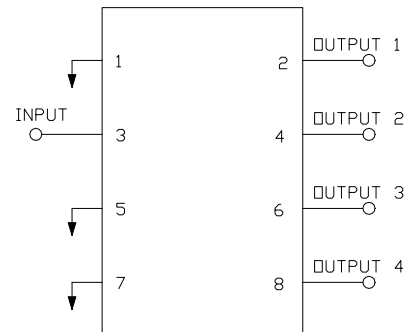 OUTPUT 1
1 2
INPUT
OUTPUT 2
3 4
OUTPUT 3
5 6
OUTPUT 4
7 8